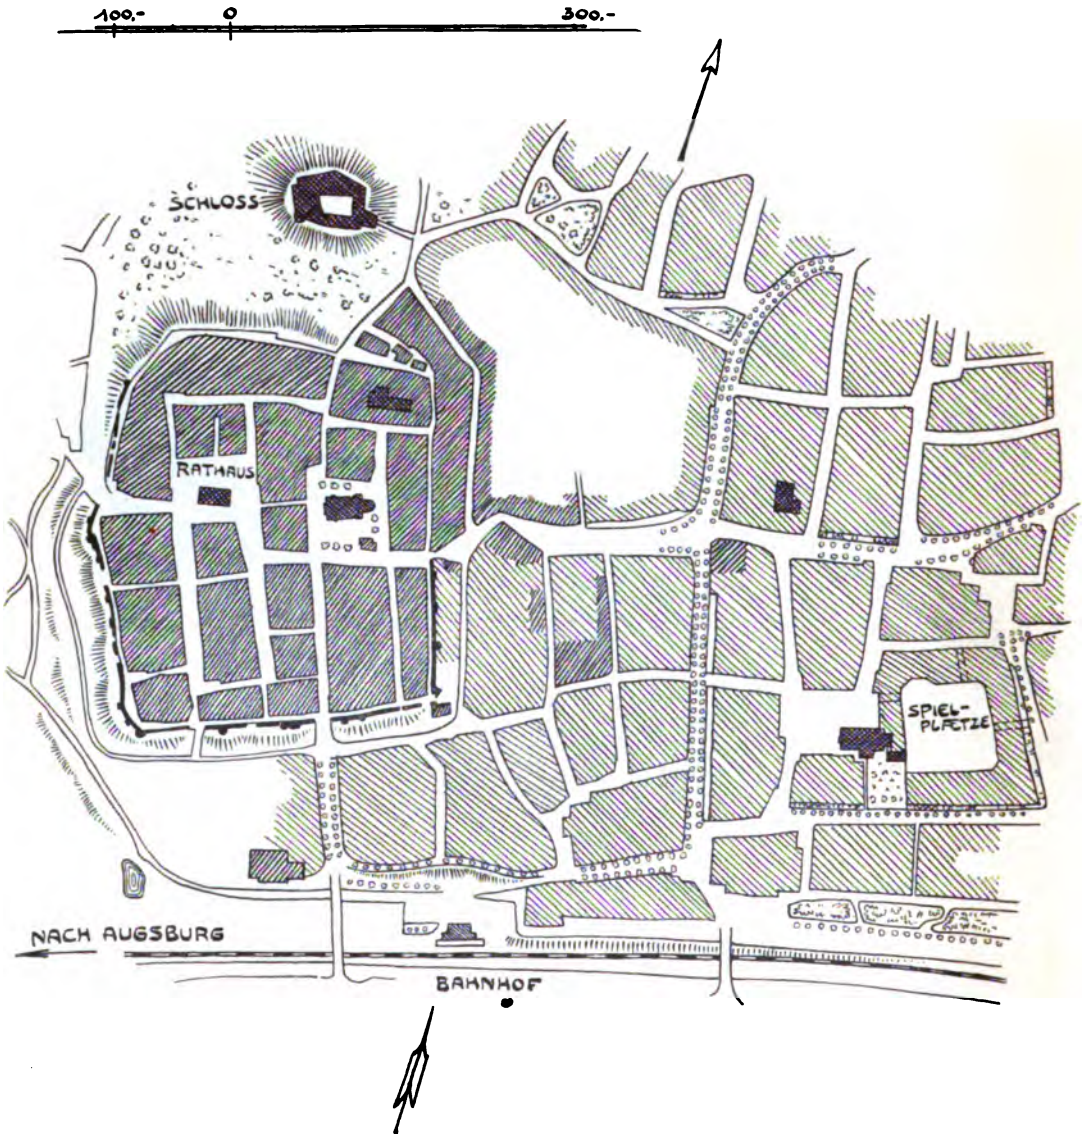 100,- 0 300,-
SCHLOSS
RATHAUS
SPIEL-
PLÆTZE
NACH AUGSBURG
BAHNHOF